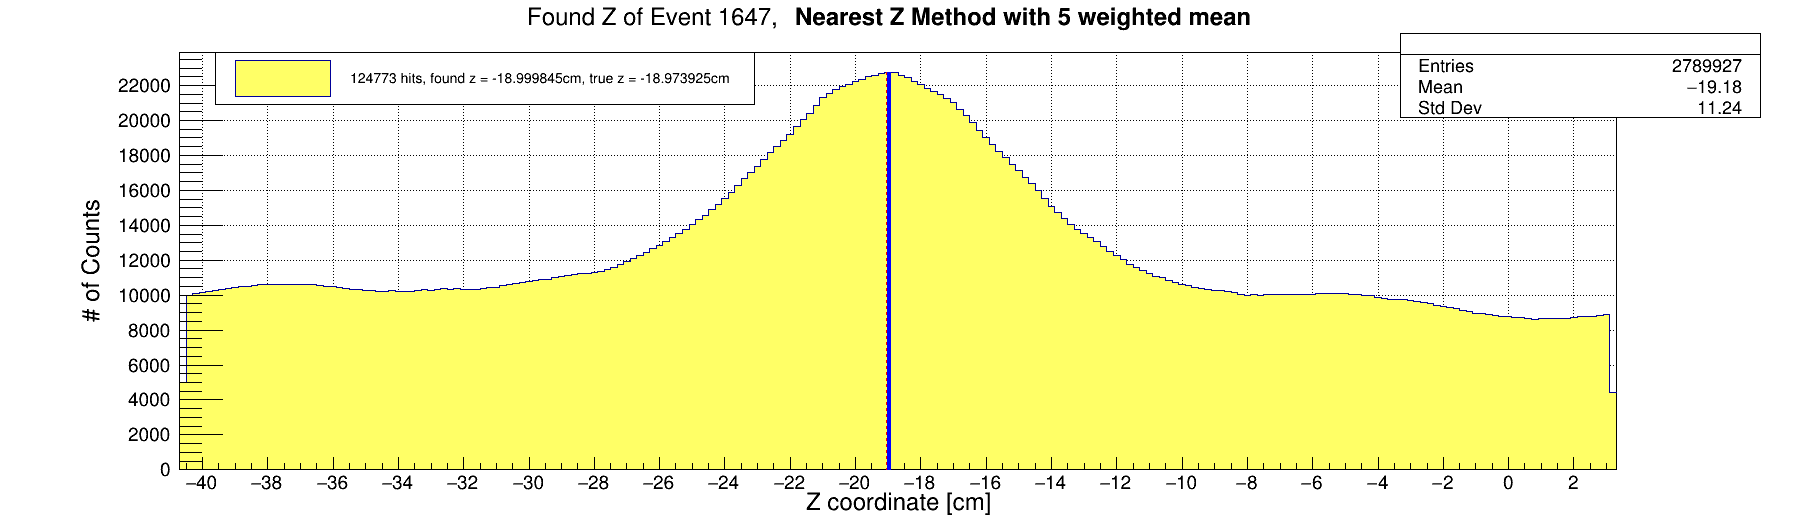 Found Z of Event 1647, Nearest Z Method with 5 weighted mean
124773 hits, found z = -18.999845cm, true z = -18.973925cm
Entries 2789927
Mean −19.18
Std Dev 11.24
# of Counts
22000
20000
18000
16000
14000
12000
10000
8000
6000
4000
2000
0
−40 −38 −36 −34 −32 −30 −28 −26 −24 −22 −20 −18 −16 −14 −12 −10 −8 −6 −4 −2 0 2
Z coordinate [cm]